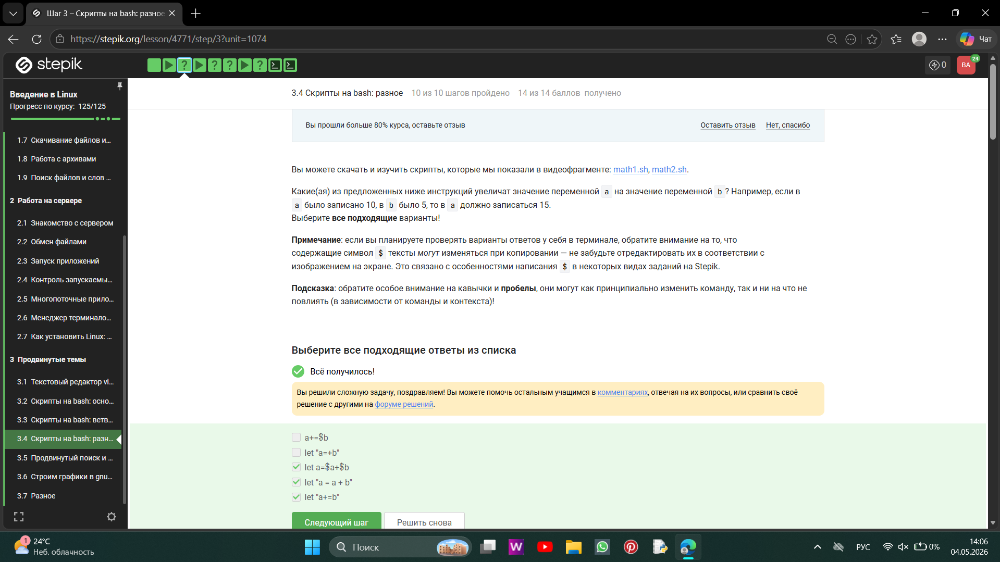 Шаг 3 – Скрипты на bash: разное
https://stepik.org/lesson/4771/step/3?unit=1074
Чат
stepik
0
ВА
24
Введение в Linux
Прогресс по курсу: 125/125
1.7 Скачивание файлов и...
1.8 Работа с архивами
1.9 Поиск файлов и слов ...
2 Работа на сервере
2.1 Знакомство с сервером
2.2 Обмен файлами
2.3 Запуск приложений
2.4 Контроль запускаемы...
2.5 Многопоточные прило...
2.6 Менеджер терминало...
2.7 Как установить Linux: ...
3 Продвинутые темы
3.1 Текстовый редактор vi...
3.2 Скрипты на bash: осно...
3.3 Скрипты на bash: ветв...
3.4 Скрипты на bash: разн...
3.5 Продвинутый поиск и ...
3.6 Строим графики в gnu...
3.7 Разное
3.4 Скрипты на bash: разное 10 из 10 шагов пройдено 14 из 14 баллов получено
Вы прошли больше 80% курса, оставьте отзыв
Оставить отзыв Нет, спасибо
Вы можете скачать и изучить скрипты, которые мы показали в видеофрагменте: math1.sh, math2.sh.
Какие(ая) из предложенных ниже инструкций увеличат значение переменной a на значение переменной b? Например, если в
a было записано 10, в b было 5, то в a должно записаться 15.
Выберите все подходящие варианты!
Примечание: если вы планируете проверять варианты ответов у себя в терминале, обратите внимание на то, что
содержащие символ $ тексты могут изменяться при копировании — не забудьте отредактировать их в соответствии с
изображением на экране. Это связано с особенностями написания $ в некоторых видах заданий на Stepik.
Подсказка: обратите особое внимание на кавычки и пробелы, они могут как принципиально изменить команду, так и ни на что не
повлиять (в зависимости от команды и контекста)!
Выберите все подходящие ответы из списка
Всё получилось!
Вы решили сложную задачу, поздравляем! Вы можете помочь остальным учащимся в комментариях, отвечая на их вопросы, или сравнить своё
решение с другими на форуме решений.
a+=$b
let "a=+b"
let a=$a+$b
let "a = a + b"
let "a+=b"
Следующий шаг
Решить снова
1
24°C
Неб. облачность
Поиск
W
РУС
0%
14:06
04.05.2026